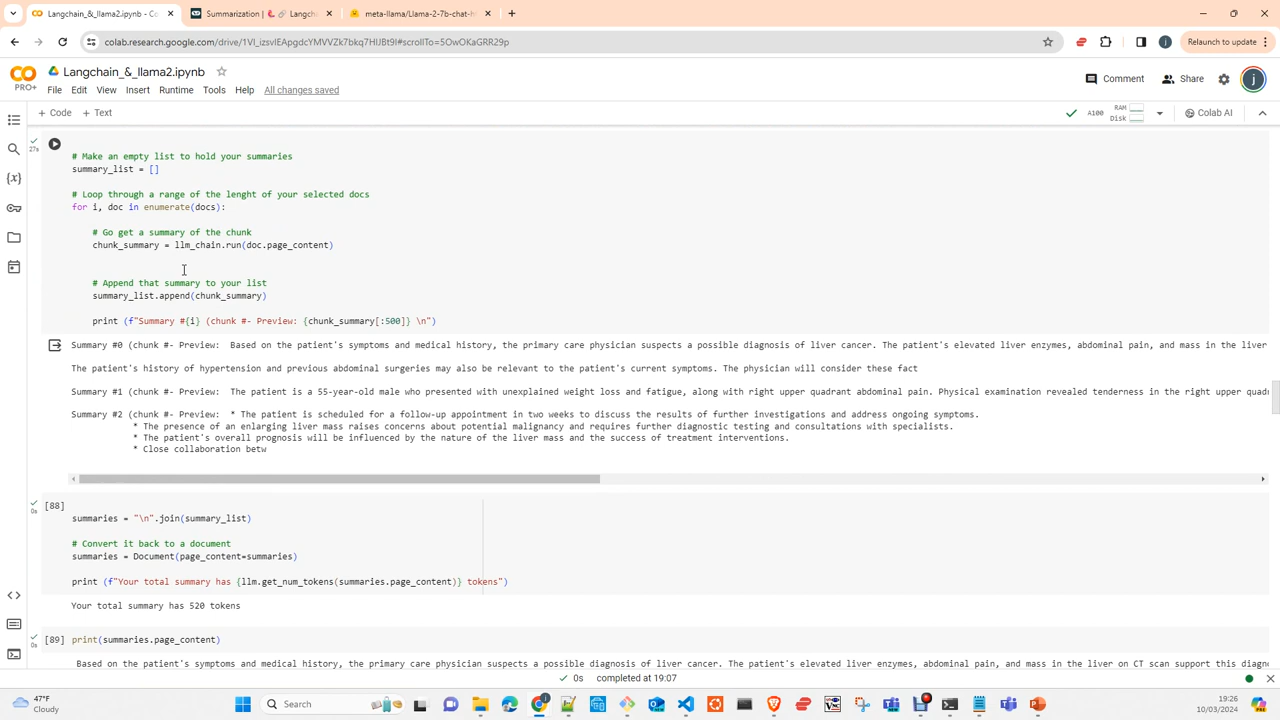 Langchain_&_llama2.ipynb - Co
Summarization | Langch
meta-llama/Llama-2-7b-chat-h
colab.research.google.com/drive/
#scrollTo=5OwOKaGRR29p
Relaunch to update
Langchain_&_llama2.ipynb
PRO+
File Edit View Insert Runtime Tools Help All changes saved
Comment Share j
+ Code + Text
A100 RAM Disk Colab AI
27s
# Make an empty list to hold your summaries
summary_list = []
# Loop through a range of the lenght of your selected docs
for i, doc in enumerate(docs):
# Go get a summary of the chunk
chunk_summary = llm_chain.run(doc.page_content)
# Append that summary to your list
summary_list.append(chunk_summary)
print (f"Summary #{i} (chunk #- Preview: {chunk_summary[:500]} \n")
Summary #0 (chunk #- Preview:  Based on the patient's symptoms and medical history, the primary care physician suspects a possible diagnosis of liver cancer. The patient's elevated liver enzymes, abdominal pain, and mass in the liver
The patient's history of hypertension and previous abdominal surgeries may also be relevant to the patient's current symptoms. The physician will consider these fact
Summary #1 (chunk #- Preview:  The patient is a 55-year-old male who presented with unexplained weight loss and fatigue, along with right upper quadrant abdominal pain. Physical examination revealed tenderness in the right upper quad
Summary #2 (chunk #- Preview:  * The patient is scheduled for a follow-up appointment in two weeks to discuss the results of further investigations and address ongoing symptoms.
* The presence of an enlarging liver mass raises concerns about potential malignancy and requires further diagnostic testing and consultations with specialists.
* The patient's overall prognosis will be influenced by the nature of the liver mass and the success of treatment interventions.
* Close collaboration betw
[88]
0s
summaries = "\n".join(summary_list)
# Convert it back to a document
summaries = Document(page_content=summaries)
print (f"Your total summary has {llm.get_num_tokens(summaries.page_content)} tokens")
Your total summary has 520 tokens
[89] print(summaries.page_content)
0s
Based on the patient's symptoms and medical history, the primary care physician suspects a possible diagnosis of liver cancer. The patient's elevated liver enzymes, abdominal pain, and mass in the liver on CT scan support this diagn
0s completed at 19:07
47°F
Cloudy
Search
19:26
10/03/2024